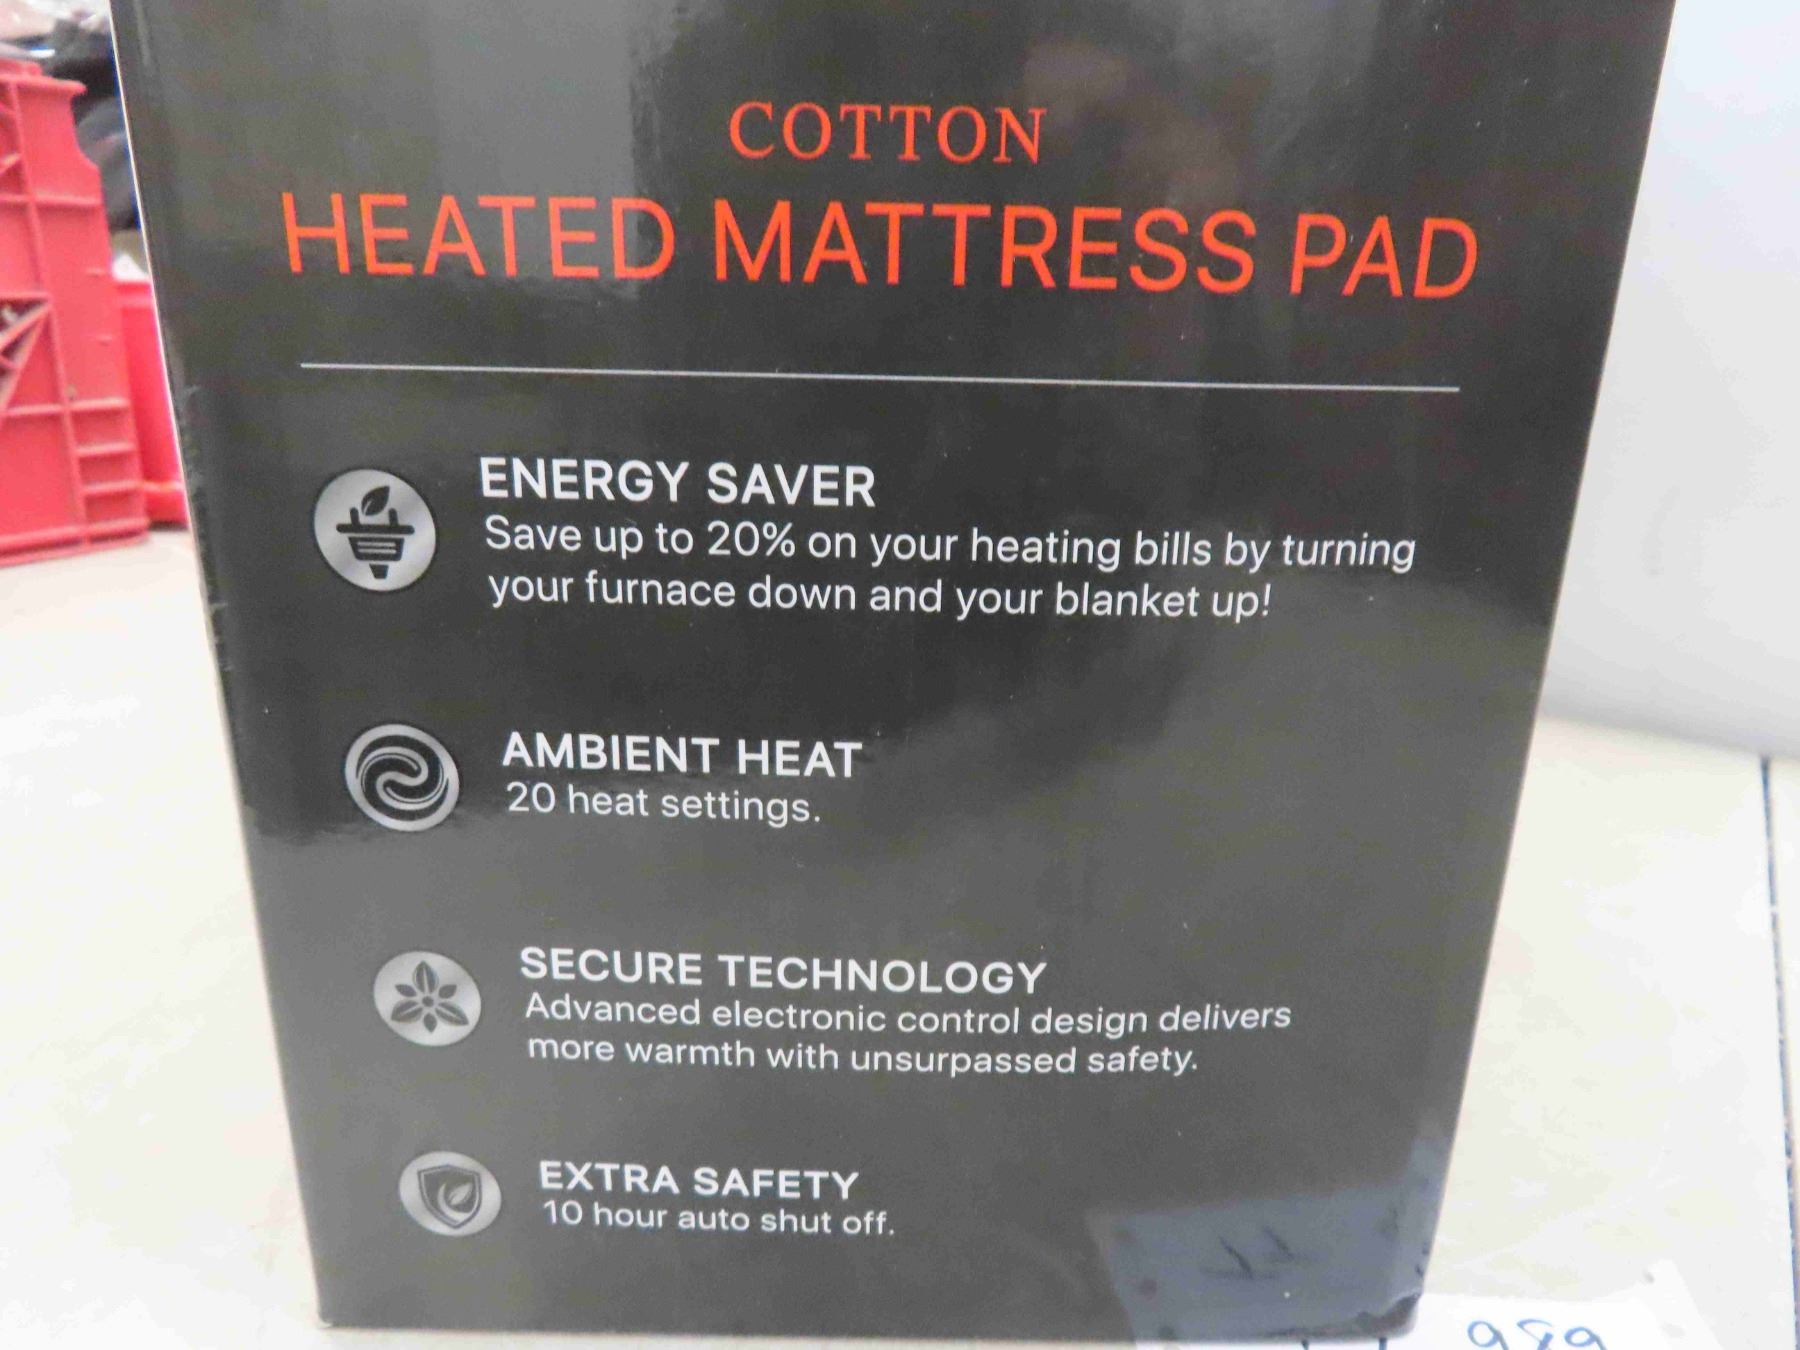 COTTON
HEATED MATTRESS PAD
ENERGY SAVER
Save up to 20% on your heating bills by turning
your furnace down and your blanket up!
AMBIENT HEAT
20 heat settings.
SECURE TECHNOLOGY
Advanced electronic control design delivers
more warmth with unsurpassed safety.
EXTRA SAFETY
10 hour auto shut off.
989